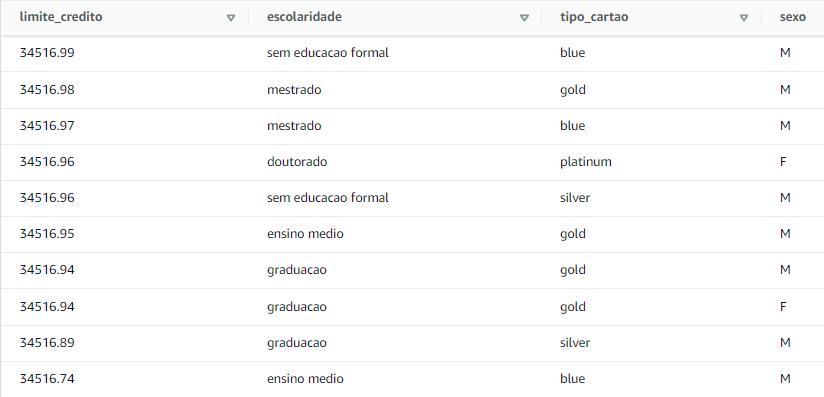 limite_credito escolaridade tipo_cartao sexo
34516.99 sem educacao formal blue M
34516.98 mestrado gold M
34516.97 mestrado blue M
34516.96 doutorado platinum F
34516.96 sem educacao formal silver M
34516.95 ensino medio gold M
34516.94 graduacao gold M
34516.94 graduacao gold F
34516.89 graduacao silver M
34516.74 ensino medio blue M